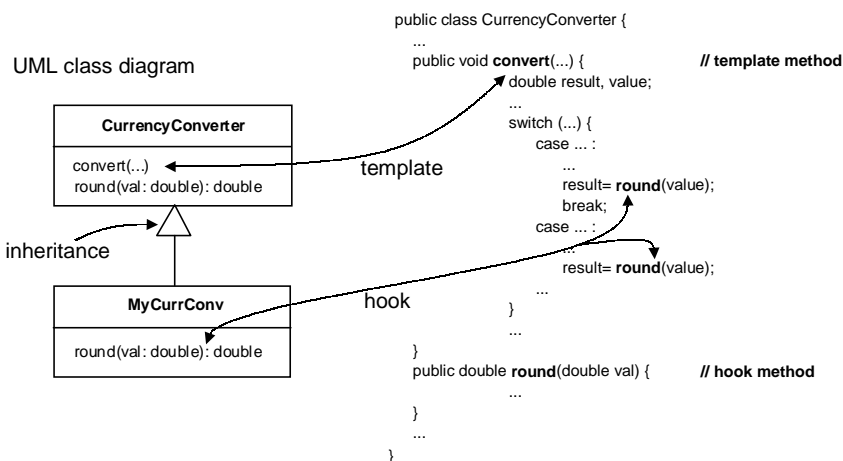 UML class diagram
CurrencyConverter
convert(...)
round(val: double): double
inheritance
MyCurrConv
round(val: double): double
template
hook
public class CurrencyConverter {
...
public void convert(...) { // template method
double result, value;
...
switch (...) {
case ... :
...
result= round(value);
break;
case ... :
...
result= round(value);
...
}
...
}
public double round(double val) { // hook method
...
}
...
}